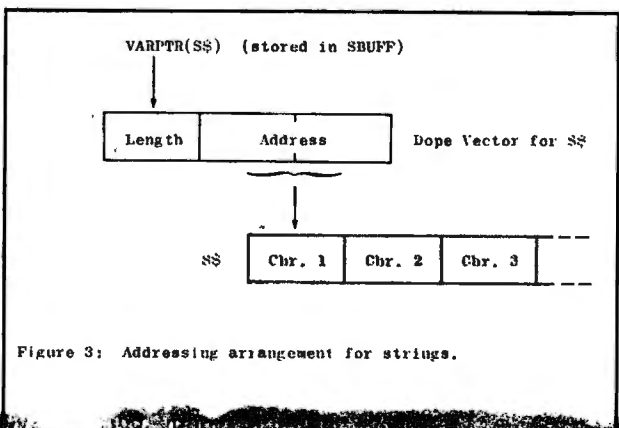 VARPTR(S$) (stored in SBUFF)
Length Address Dope Vector for S$
S$ Chr. 1 Chr. 2 Chr. 3
Figure 3: Addressing arrangement for strings.